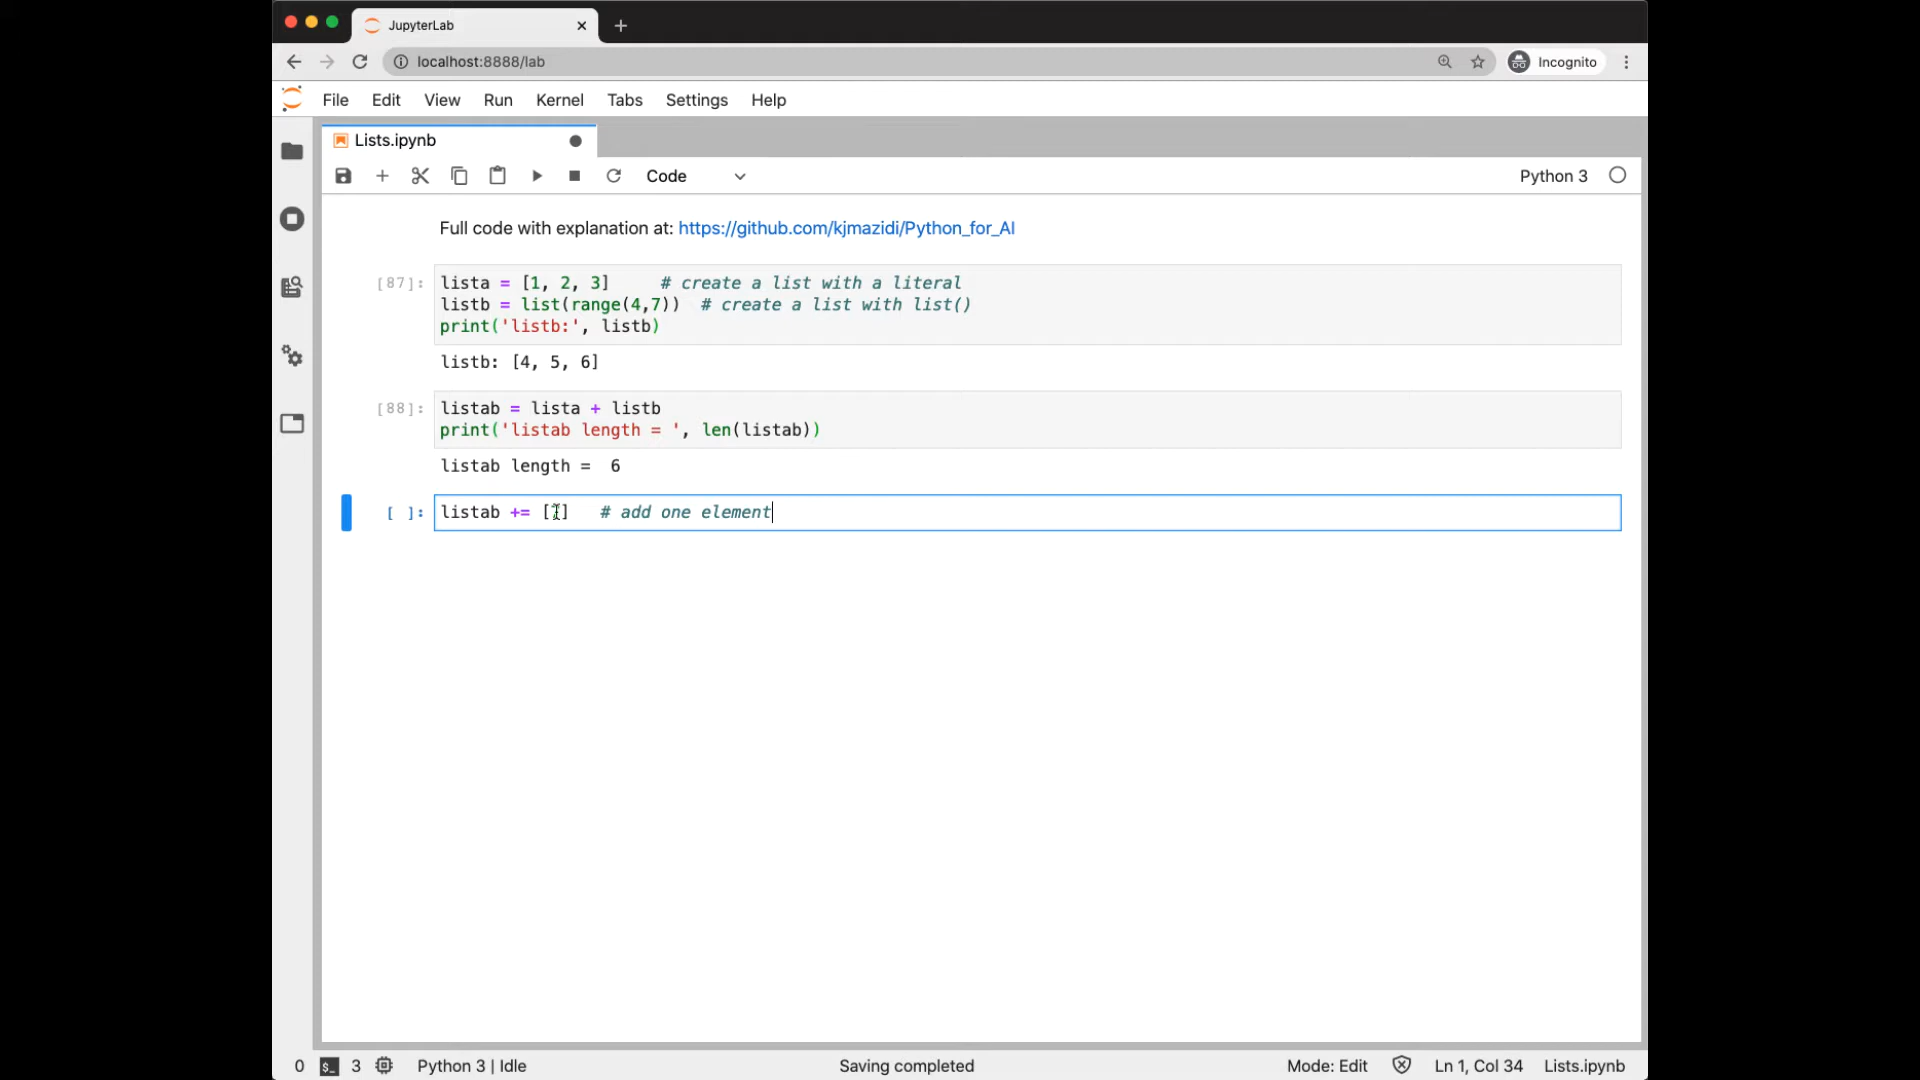 JupyterLab
localhost:8888/lab
Incognito
File Edit View Run Kernel Tabs Settings Help
Lists.ipynb
Code
Python 3
Full code with explanation at: https://github.com/kjmazidi/Python_for_AI
[87]: lista = [1, 2, 3]     # create a list with a literal
listb = list(range(4,7))  # create a list with list()
print('listb:', listb)
listb: [4, 5, 6]
[88]: listab = lista + listb
print('listab length = ', len(listab))
listab length =  6
[ ]: listab += []   # add one element
0 $_ 3 Python 3 | Idle Saving completed Mode: Edit Ln 1, Col 34 Lists.ipynb